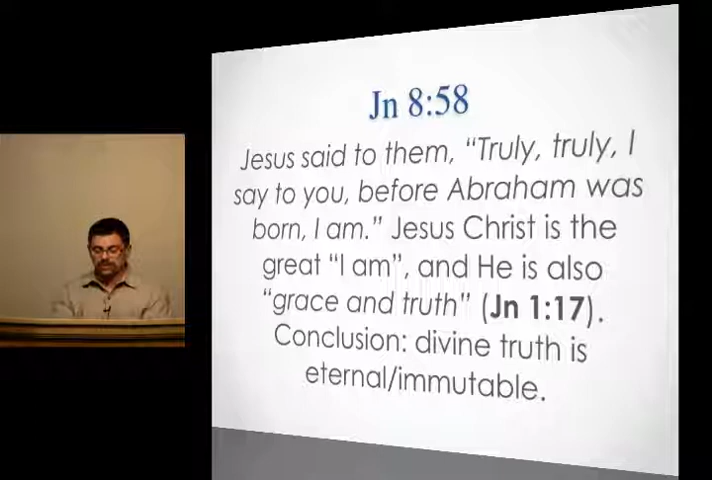 Jn 8:58
Jesus said to them, “Truly, truly, I
say to you, before Abraham was
born, I am.” Jesus Christ is the
great “I am”, and He is also
“grace and truth” (Jn 1:17).
Conclusion: divine truth is
eternal/immutable.